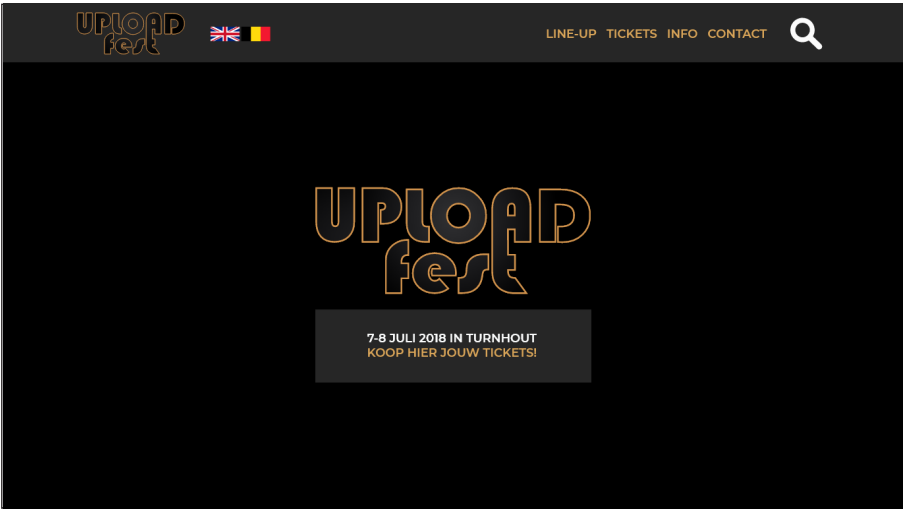 UPLOAD
fest
LINE-UP TICKETS INFO CONTACT
UPLOAD
fest
7-8 JULI 2018 IN TURNHOUT
KOOP HIER JOUW TICKETS!